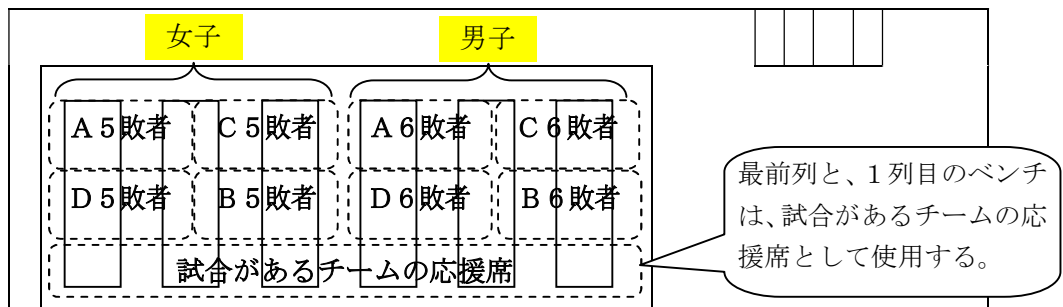 女子 男子
A5敗者 C5敗者 A6敗者 C6敗者
D5敗者 B5敗者 D6敗者 B6敗者
試合があるチームの応援席
最前列と、1列目のベンチ
は、試合があるチームの応
援席として使用する。